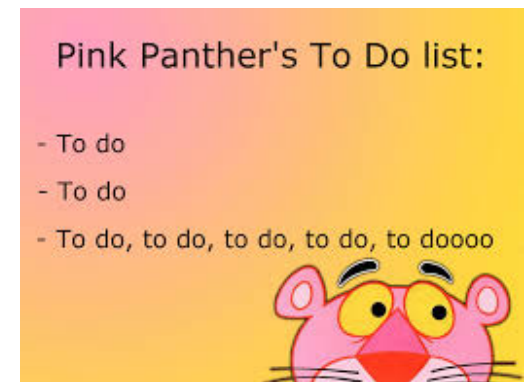 Pink Panther's To Do list:
- To do
- To do
- To do, to do, to do, to do, to doooo